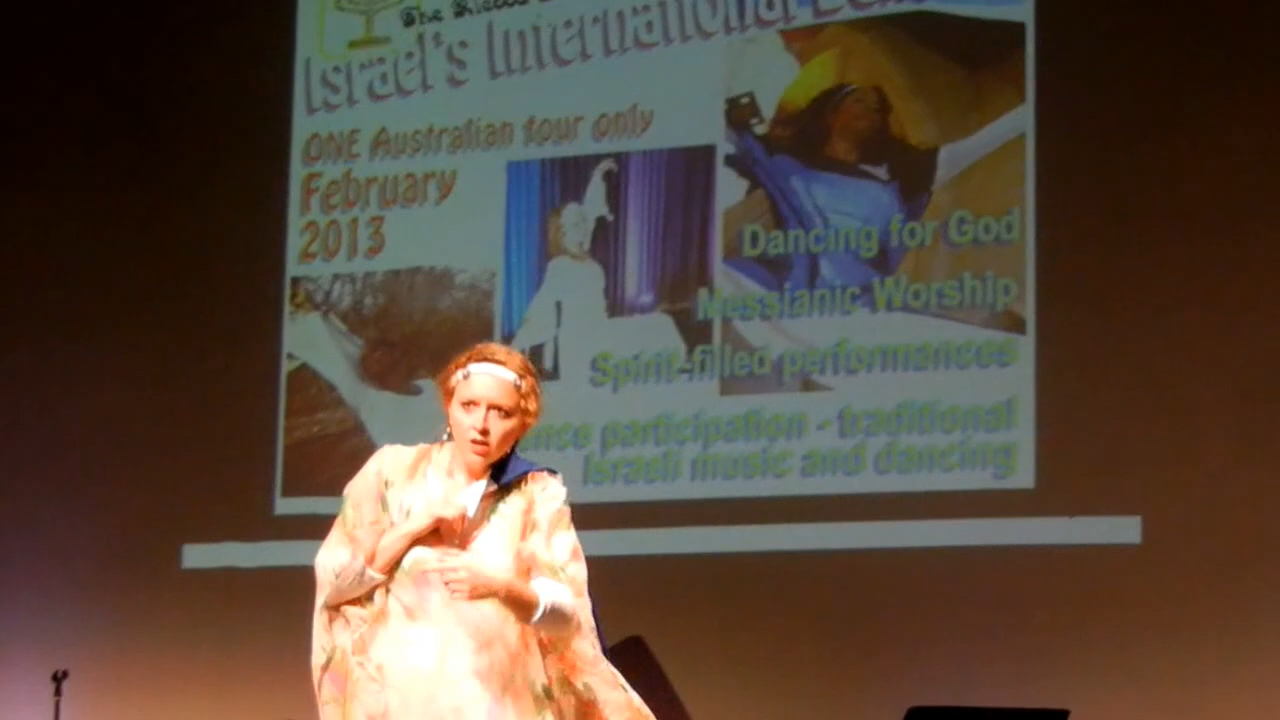 The
Israel's International
ONE Australian tour only
February
2013
Dancing for God
Messianic Worship
Spirit-filled performances
participation - traditional
Israeli music and dancing